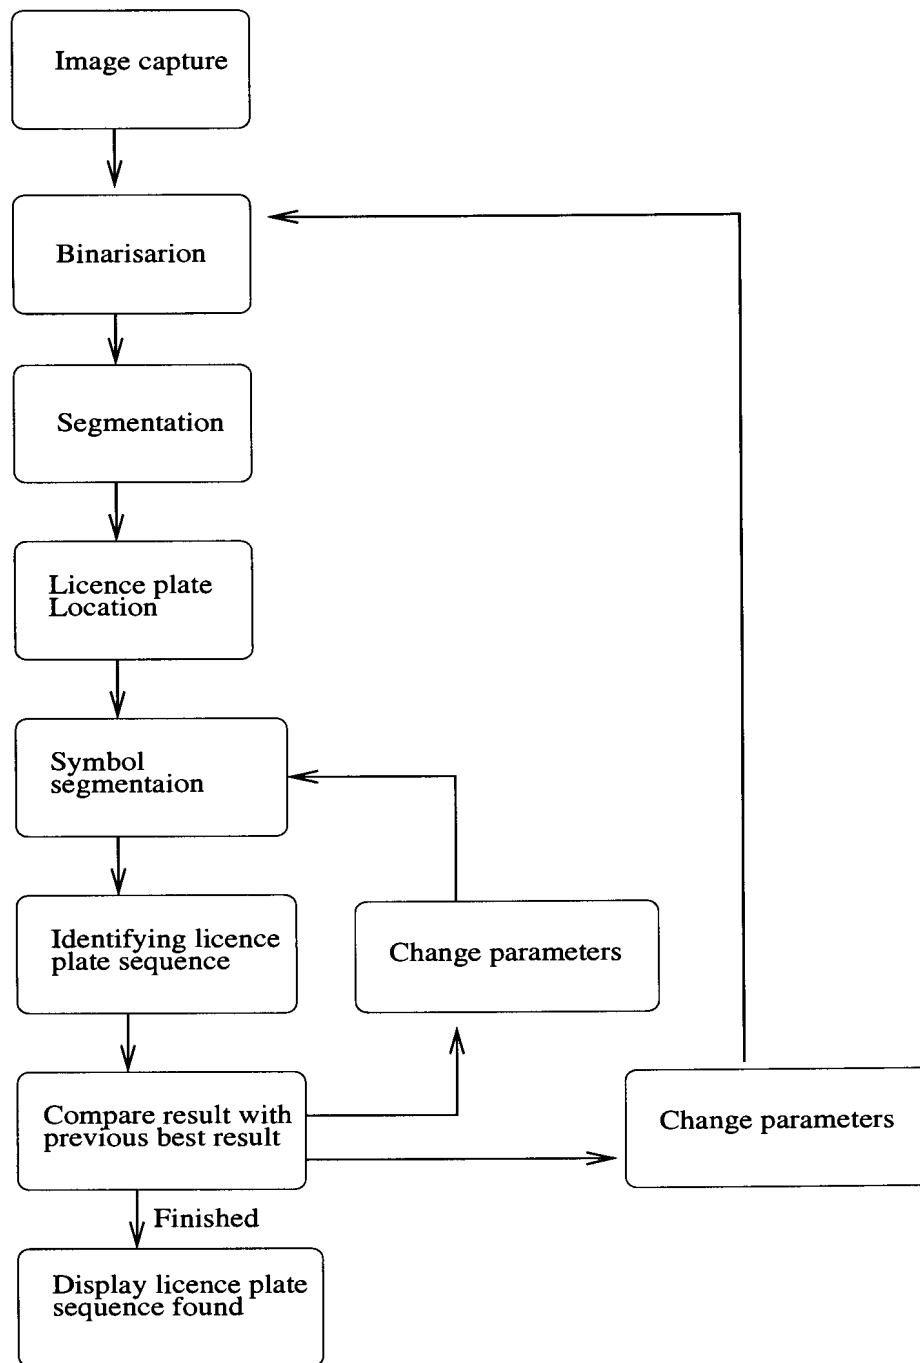 Image capture
Binarisarion
Segmentation
Licence plate
Location
Symbol
segmentaion
Identifying licence
plate sequence
Change parameters
Compare result with
previous best result
Change parameters
Finished
Display licence plate
sequence found